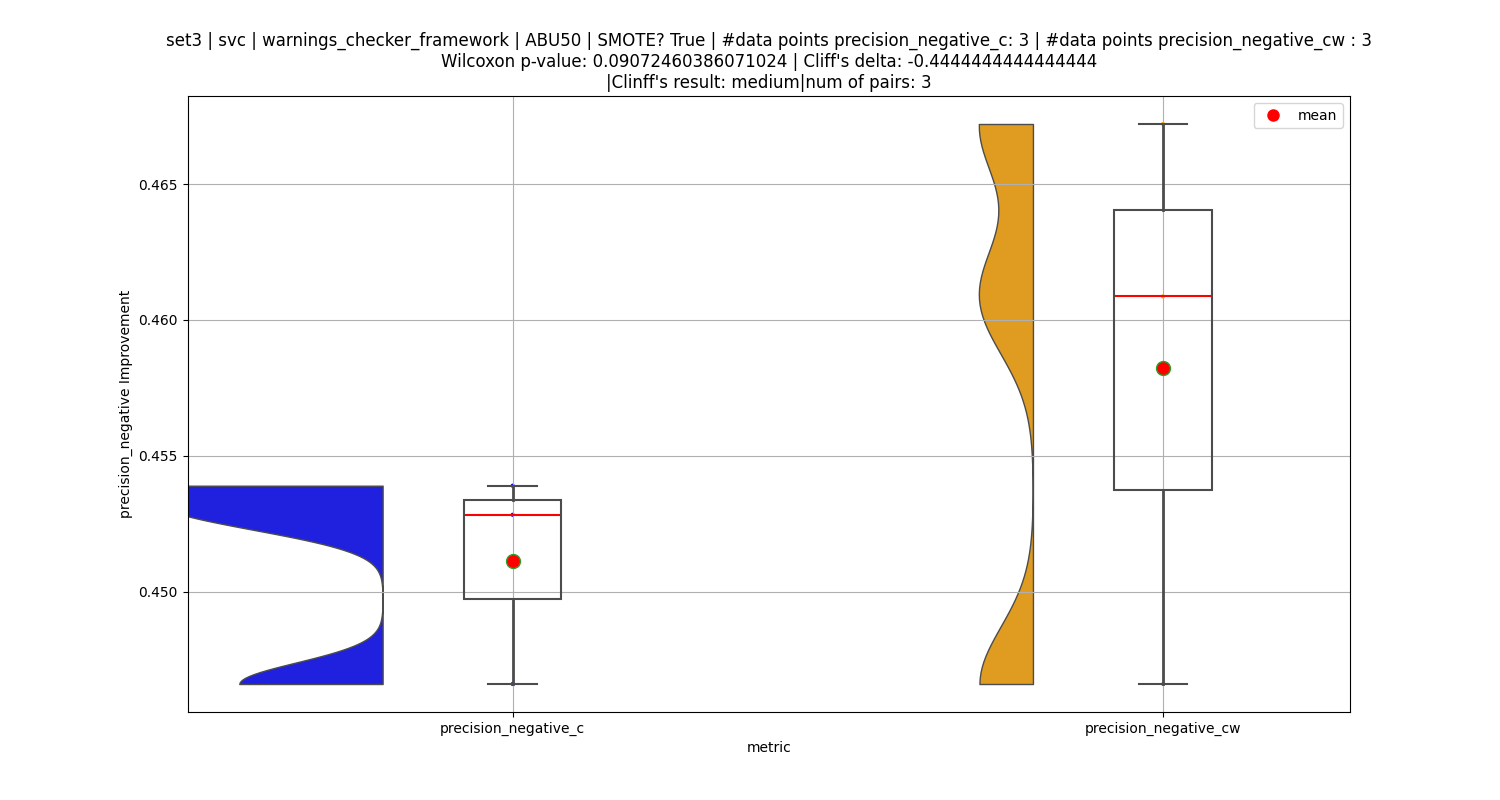 set3 | svc | warnings_checker_framework | ABU50 | SMOTE? True | #data points precision_negative_c: 3 | #data points precision_negative_cw : 3
Wilcoxon p-value: 0.09072460386071024 | Cliff's delta: -0.4444444444444444
|Clinff's result: medium|num of pairs: 3
mean
0.465
0.460
0.455
0.450
precision_negative Improvement
precision_negative_c
precision_negative_cw
metric